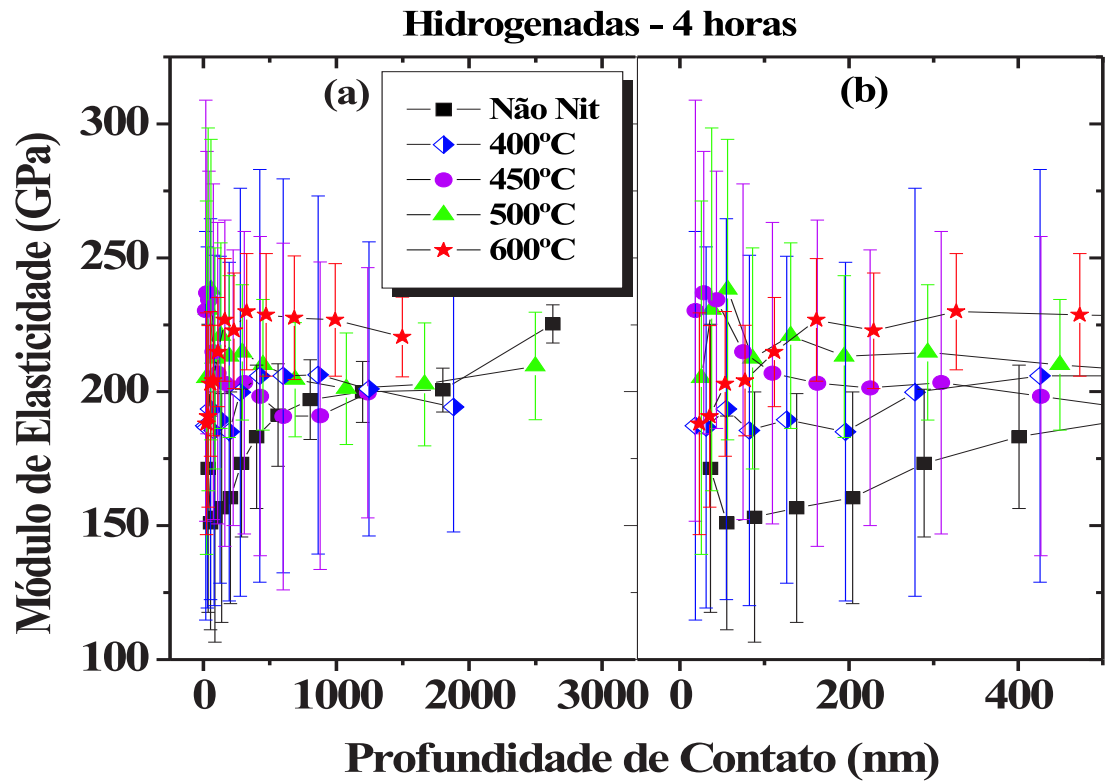 Hidrogenadas - 4 horas
(a)
(b)
Não Nit
400ºC
450ºC
500ºC
600ºC
Módulo de Elasticidade (GPa)
300
250
200
150
100
0 1000 2000 3000
0 200 400
Profundidade de Contato (nm)